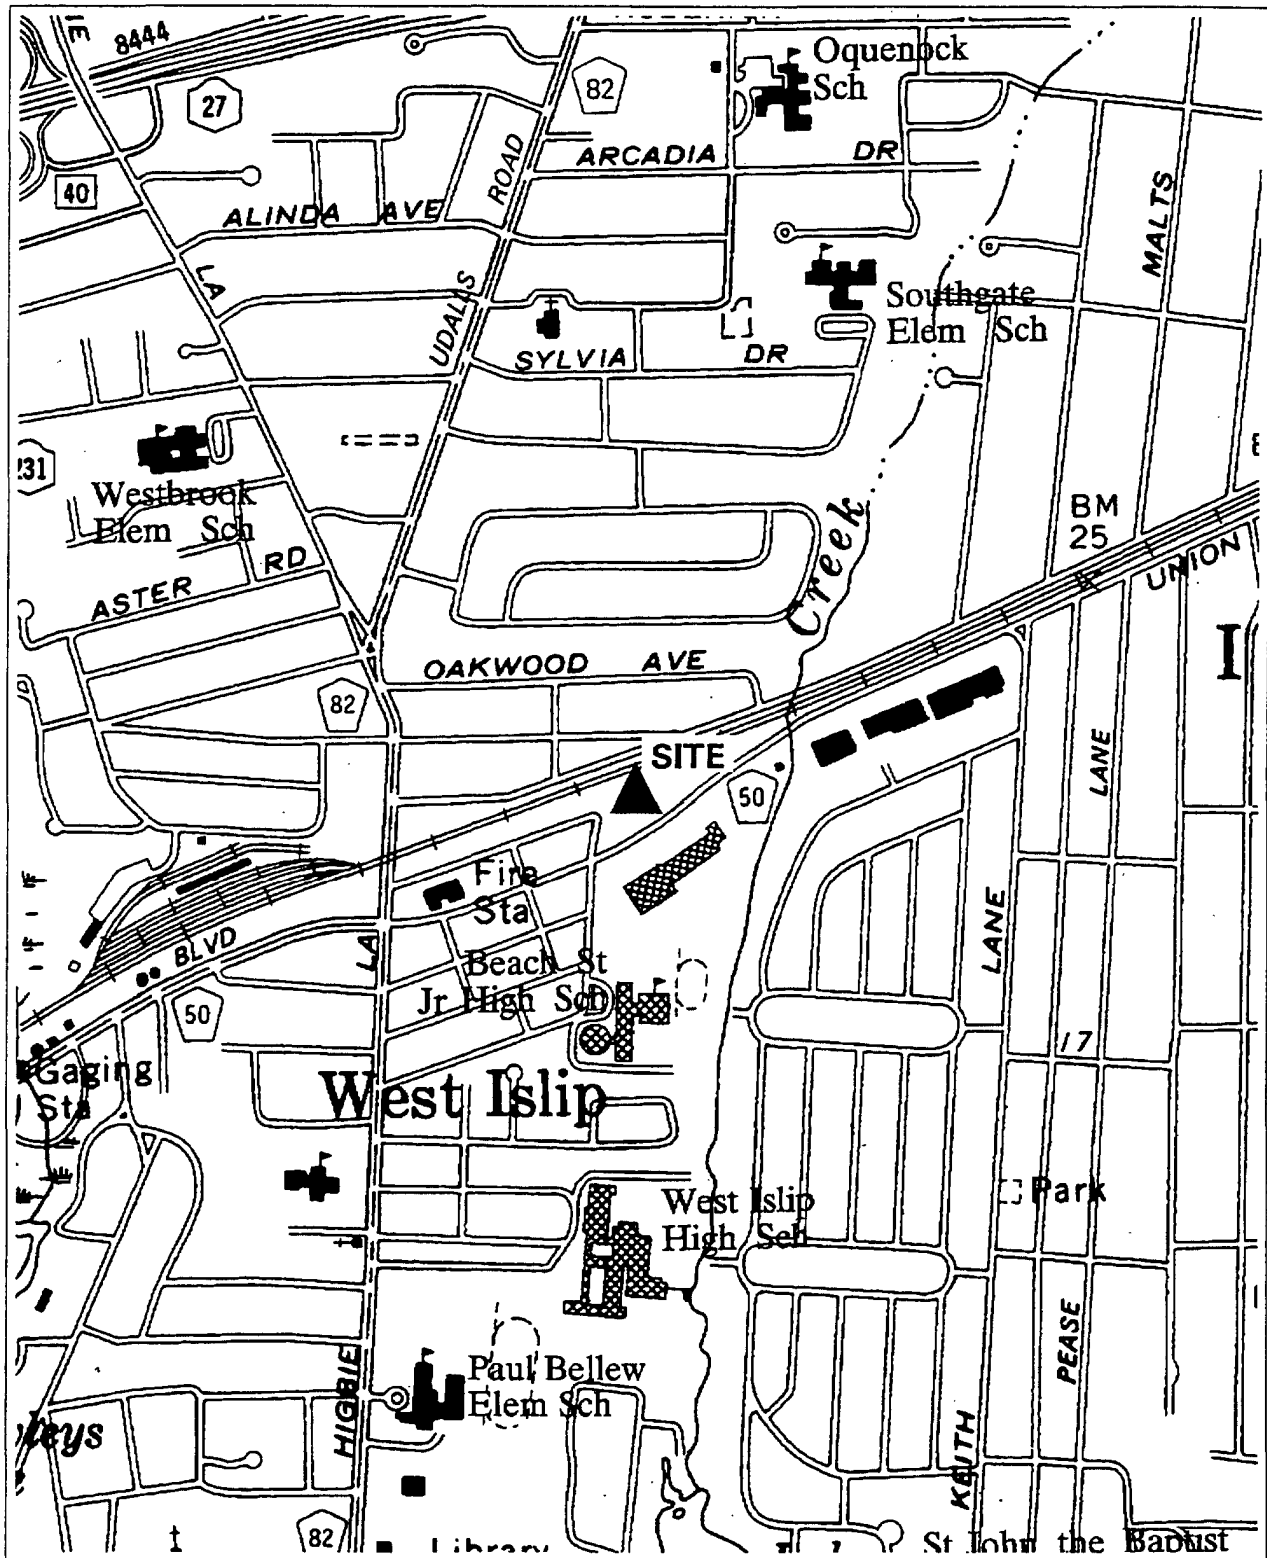 8444
27
82
Oquenock
Sch
ARCADIA DR
ROAD
40
ALINDA AVE
MALTS
LA
UDALLS
Southgate
Elem Sch
SYLVIA DR
231
Westbrook
Elem Sch
Creek
BM
25
UNION
ASTER RD
I
OAKWOOD AVE
82
SITE
50
LANE
Fire
Sta
BLVD
LA
LANE
Beach St
Jr High Sch
50
17
Gaging
Sta
West Islip
West Islip
High Sch
Park
PEASE
Paul Bellew
Elem Sch
HIGBIE
KEITH
leys
82
Library
St John the Baptist